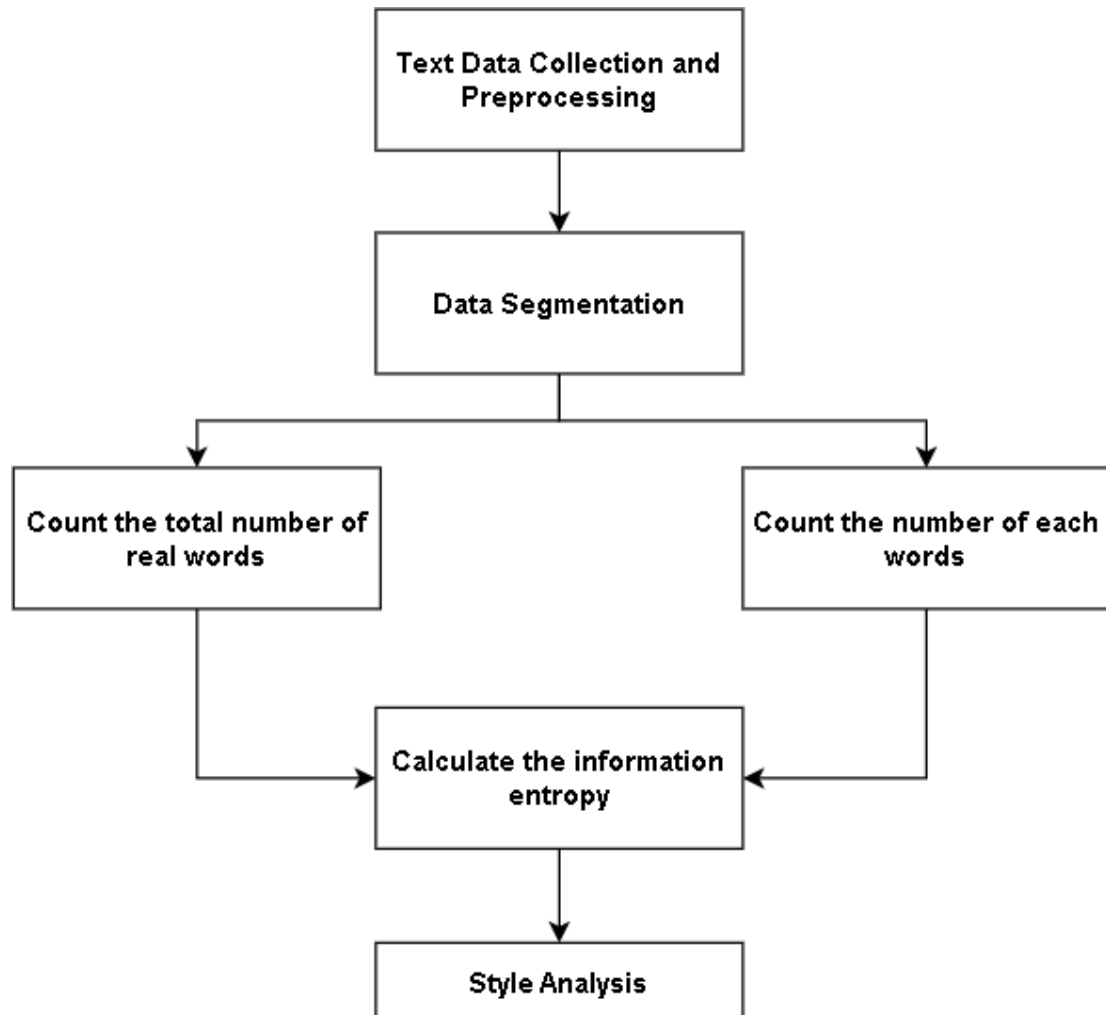 Text Data Collection and
Preprocessing
Data Segmentation
Count the total number of
real words
Count the number of each
words
Calculate the information
entropy
Style Analysis